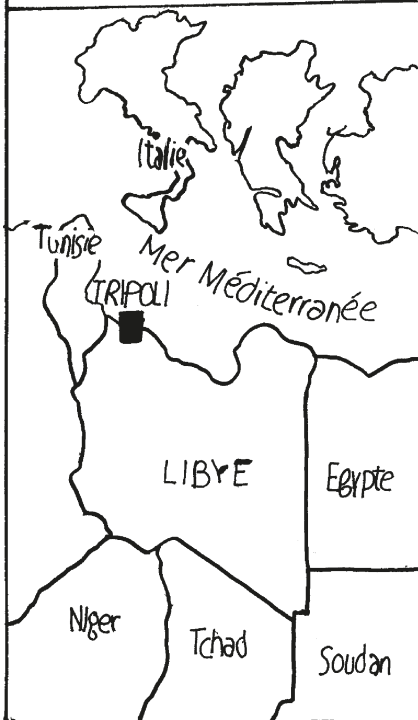 Italie
Tunisie
Mer Méditerranée
TRIPOLI
LIBYE
Egypte
Niger
Tchad
Soudan